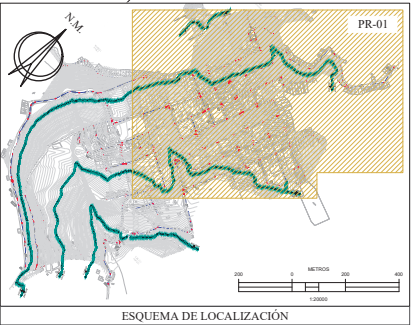 N.M.
PR-01
METROS
200 0 200 400
1:20000
ESQUEMA DE LOCALIZACIÓN